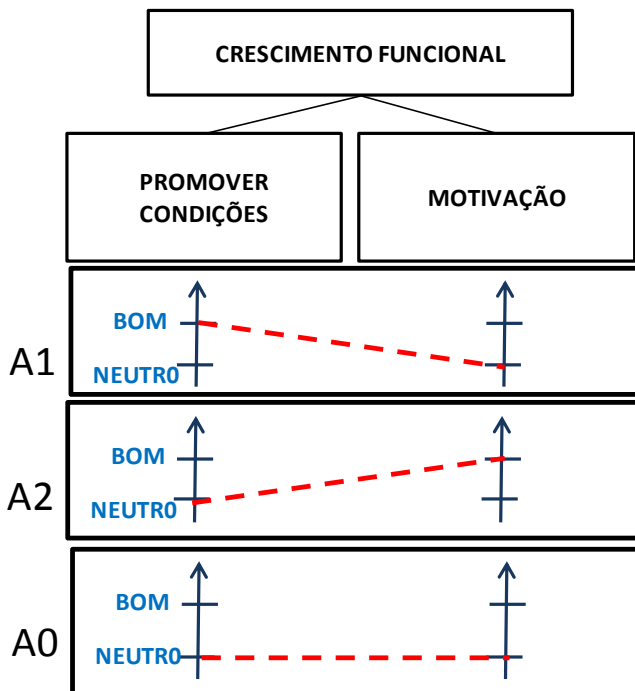 CRESCIMENTO FUNCIONAL
PROMOVER
CONDIÇÕES
MOTIVAÇÃO
A1
BOM
NEUTR0
A2
BOM
NEUTR0
A0
BOM
NEUTR0